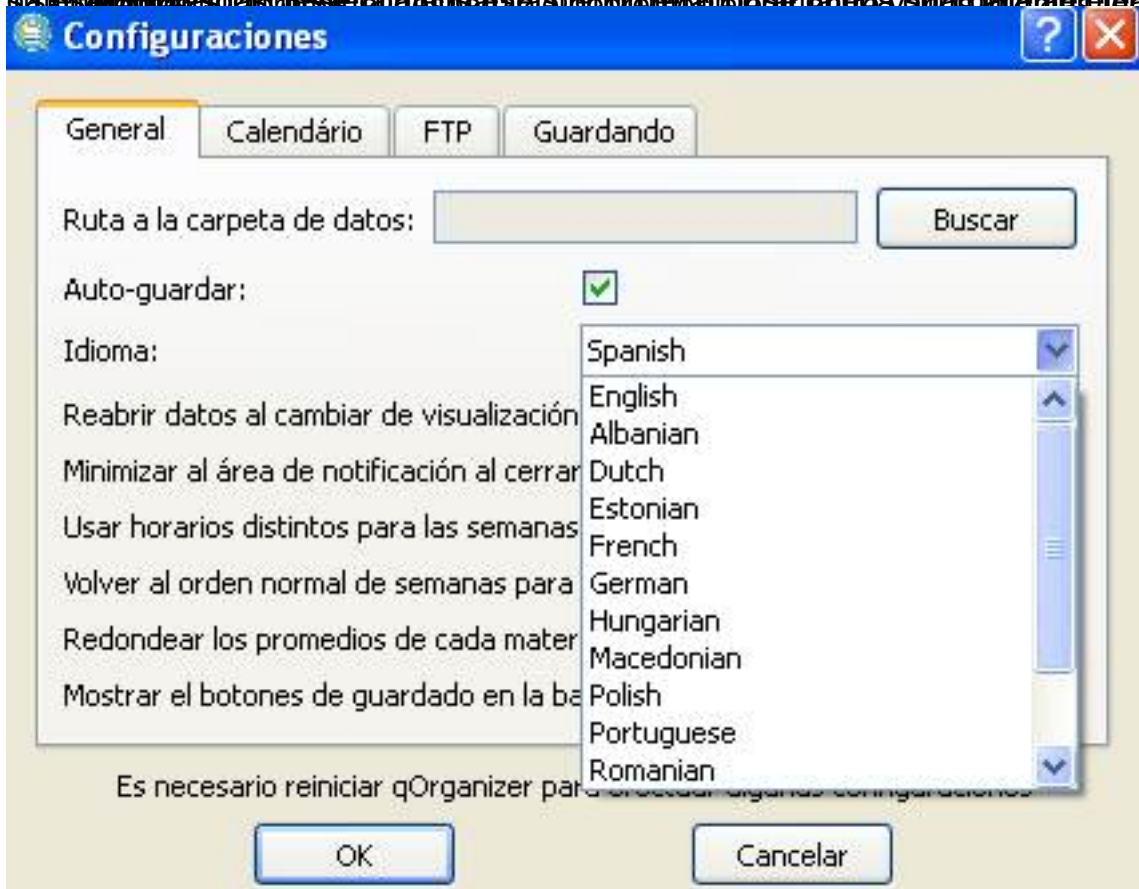 Configuraciones
General Calendário FTP Guardando
Ruta a la carpeta de datos: Buscar
Auto-guardar:
Idioma: Spanish
English
Reabrir datos al cambiar de visualización
Albanian
Minimizar al área de notificación al cerrar Dutch
Estonian
Usar horarios distintos para las semanas
French
Volver al orden normal de semanas para German
Hungarian
Redondear los promedios de cada mater
Macedonian
Mostrar el botones de guardado en la ba Polish
Portuguese
Romanian
Es necesario reiniciar qOrganizer
OK Cancelar